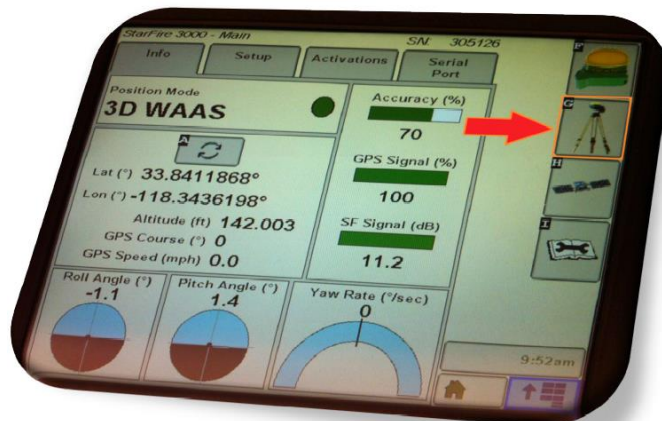 StarFire 3000 - Main SN: 305126
Info Setup Activations Serial Port
F
G
H
I
Position Mode
3D WAAS
A
Lat (°) 33.8411868°
Lon (°) -118.3436198°
Altitude (ft) 142.003
GPS Course (°) 0
GPS Speed (mph) 0.0
Accuracy (%)
70
GPS Signal (%)
100
SF Signal (dB)
11.2
Roll Angle (°)
-1.1
Pitch Angle (°)
1.4
Yaw Rate (°/sec)
0
9:52am